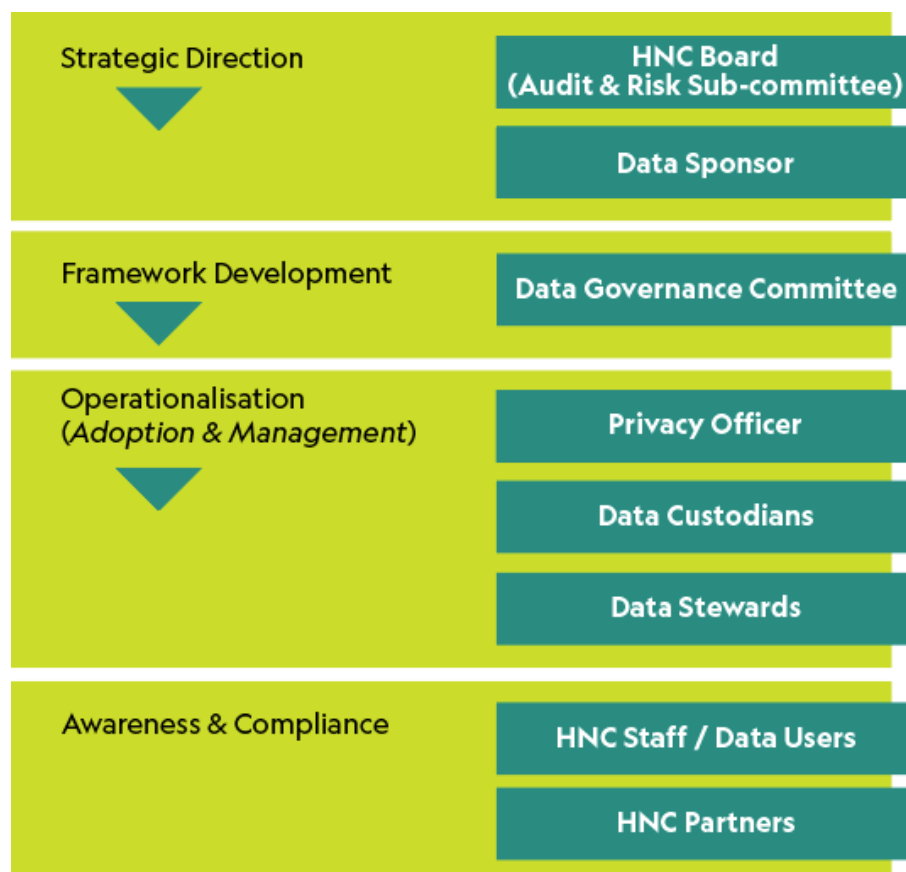 Strategic Direction
HNC Board
(Audit & Risk Sub-committee)
Data Sponsor
Framework Development
Data Governance Committee
Operationalisation
(Adoption & Management)
Privacy Officer
Data Custodians
Data Stewards
Awareness & Compliance
HNC Staff / Data Users
HNC Partners